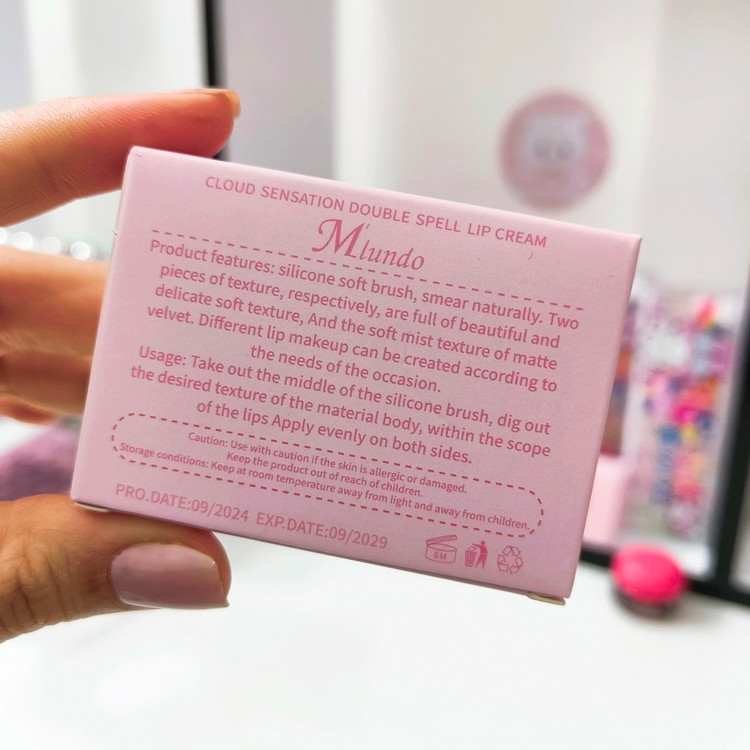 CLOUD SENSATION DOUBLE SPELL LIP CREAM
M'lundo
Product features: silicone soft brush, smear naturally. Two
pieces of texture, respectively, are full of beautiful and
delicate soft texture, And the soft mist texture of matte
velvet. Different lip makeup can be created according to
the needs of the occasion.
Usage: Take out the middle of the silicone brush, dig out
the desired texture of the material body, within the scope
of the lips Apply evenly on both sides.
Caution: Use with caution if the skin is allergic or damaged.
Keep the product out of reach of children.
Storage conditions: Keep at room temperature away from light and away from children.
PRO.DATE:09/2024 EXP.DATE:09/2029
6M